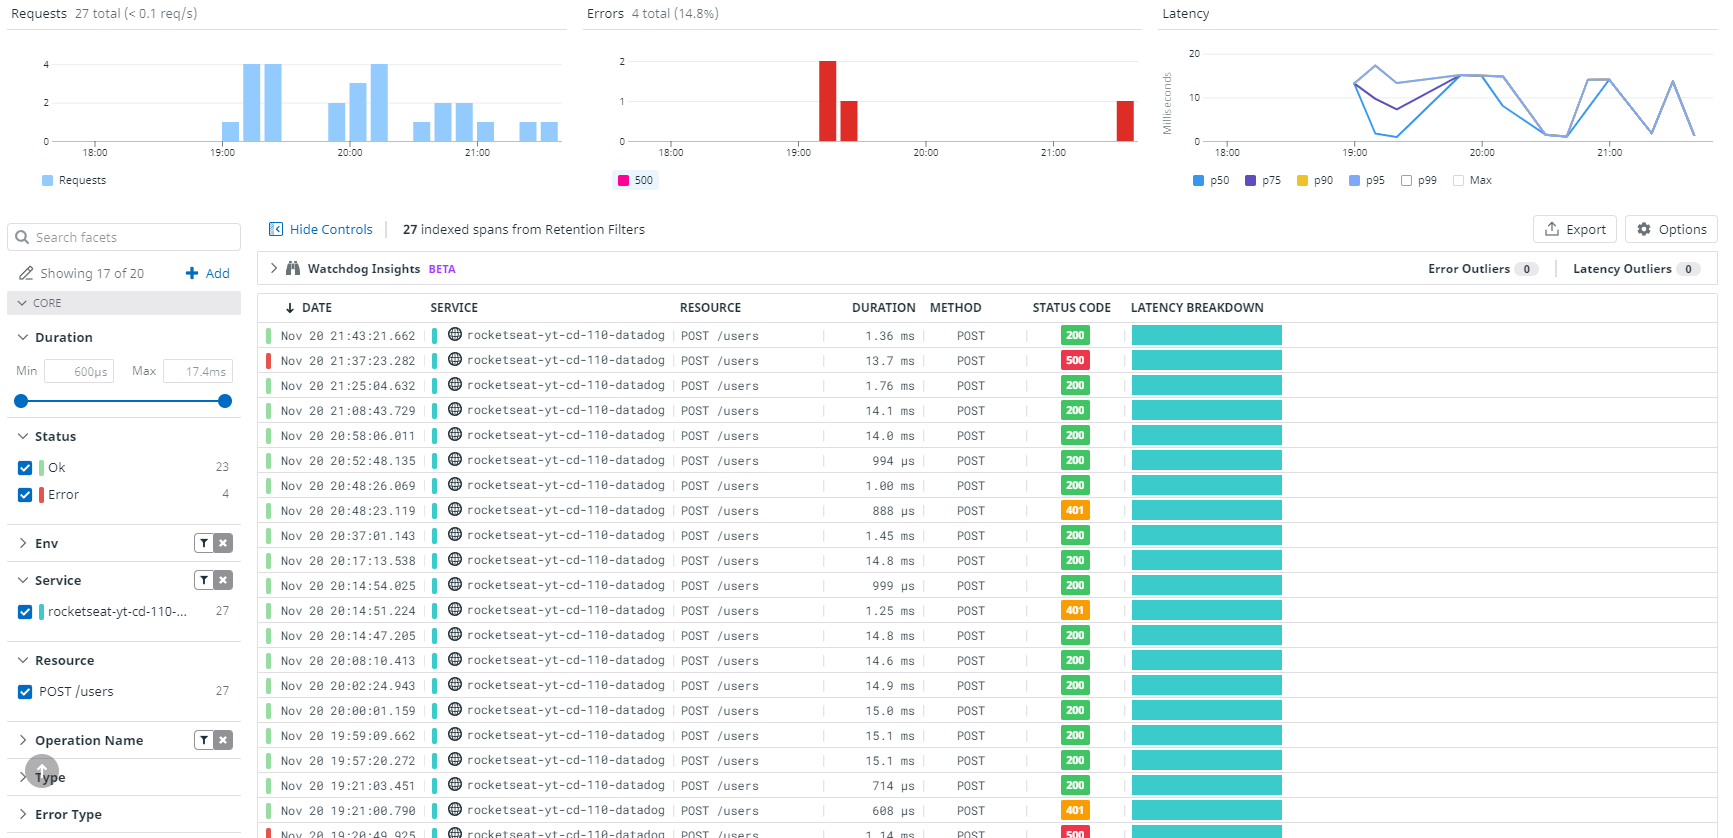 Requests 27 total (< 0.1 req/s)
Errors 4 total (14.8%)
Latency
4
2
0
18:00 19:00 20:00 21:00
Requests
2
1
0
18:00 19:00 20:00 21:00
500
Milliseconds
20
10
0
18:00 19:00 20:00 21:00
p50 p75 p90 p95 p99 Max
Search facets
Showing 17 of 20 Add
CORE
Duration
Min 600µs Max 17.4ms
Status
Ok 23
Error 4
Env
Service
rocketseat-yt-cd-110-... 27
Resource
POST /users 27
Operation Name
Type
Error Type
Hide Controls 27 indexed spans from Retention Filters Export Options
Watchdog Insights BETA Error Outliers 0 Latency Outliers 0
DATE SERVICE RESOURCE DURATION METHOD STATUS CODE LATENCY BREAKDOWN
Nov 20 21:43:21.662 rocketseat-yt-cd-110-datadog POST /users 1.36 ms POST 200
Nov 20 21:37:23.282 rocketseat-yt-cd-110-datadog POST /users 13.7 ms POST 500
Nov 20 21:25:04.632 rocketseat-yt-cd-110-datadog POST /users 1.76 ms POST 200
Nov 20 21:08:43.729 rocketseat-yt-cd-110-datadog POST /users 14.1 ms POST 200
Nov 20 20:58:06.011 rocketseat-yt-cd-110-datadog POST /users 14.0 ms POST 200
Nov 20 20:52:48.135 rocketseat-yt-cd-110-datadog POST /users 994 µs POST 200
Nov 20 20:48:26.069 rocketseat-yt-cd-110-datadog POST /users 1.00 ms POST 200
Nov 20 20:48:23.119 rocketseat-yt-cd-110-datadog POST /users 888 µs POST 401
Nov 20 20:37:01.143 rocketseat-yt-cd-110-datadog POST /users 1.45 ms POST 200
Nov 20 20:17:13.538 rocketseat-yt-cd-110-datadog POST /users 14.8 ms POST 200
Nov 20 20:14:54.025 rocketseat-yt-cd-110-datadog POST /users 999 µs POST 200
Nov 20 20:14:51.224 rocketseat-yt-cd-110-datadog POST /users 1.25 ms POST 401
Nov 20 20:14:47.205 rocketseat-yt-cd-110-datadog POST /users 14.8 ms POST 200
Nov 20 20:08:10.413 rocketseat-yt-cd-110-datadog POST /users 14.6 ms POST 200
Nov 20 20:02:24.943 rocketseat-yt-cd-110-datadog POST /users 14.9 ms POST 200
Nov 20 20:00:01.159 rocketseat-yt-cd-110-datadog POST /users 15.0 ms POST 200
Nov 20 19:59:09.662 rocketseat-yt-cd-110-datadog POST /users 15.1 ms POST 200
Nov 20 19:57:20.272 rocketseat-yt-cd-110-datadog POST /users 15.1 ms POST 200
Nov 20 19:21:03.451 rocketseat-yt-cd-110-datadog POST /users 714 µs POST 200
Nov 20 19:21:00.790 rocketseat-yt-cd-110-datadog POST /users 608 µs POST 401
Nov 20 19:20:49.925 rocketseat-yt-cd-110-datadog POST /users 1.14 ms POST 500